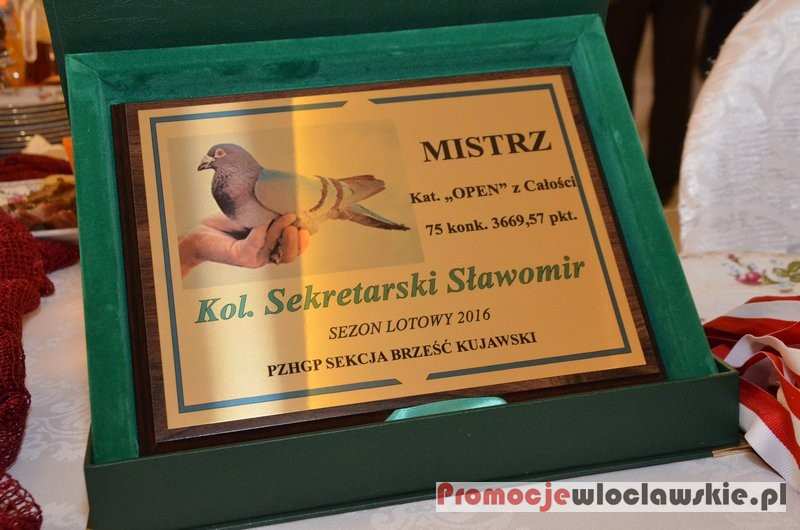 MISTRZ
Kat. „OPEN” z Całości
75 konk. 3669,57 pkt.
Kol. Sekretarski Sławomir
SEZON LOTOWY 2016
PZHGP SEKCJA BRZEŚĆ KUJAWSKI
Promocjewloclawskie.pl